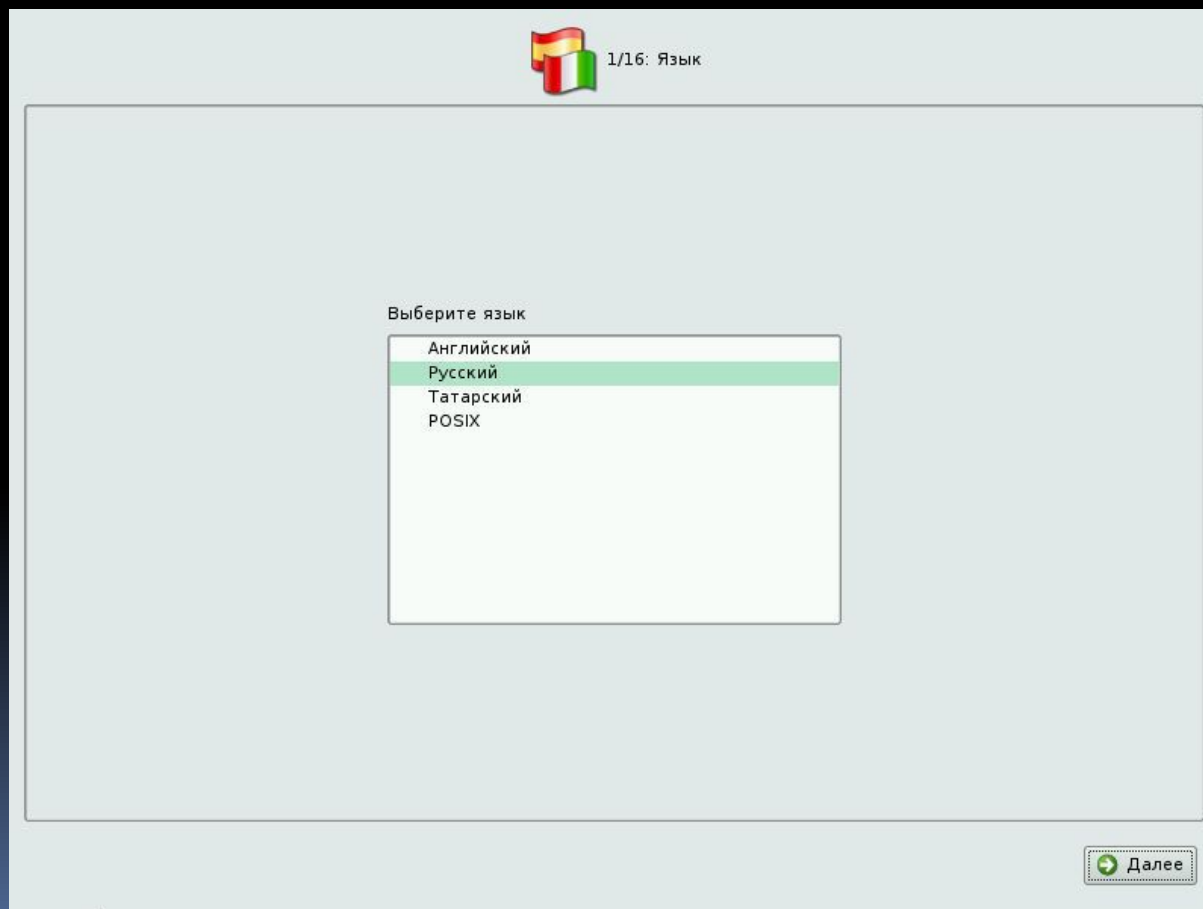 1/16: Язык
Выберите язык
Английский
Русский
Татарский
POSIX
Далее